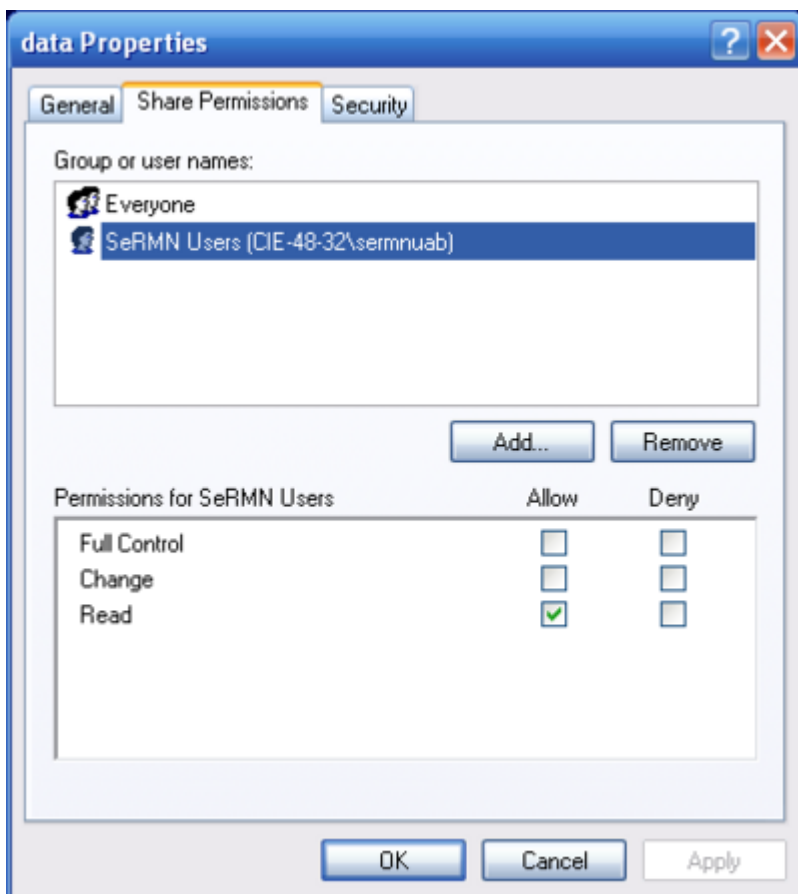 data Properties
General Share Permissions Security
Group or user names:
Everyone
SeRMN Users (CIE-48-32\sermnuab)
Add... Remove
Permissions for SeRMN Users Allow Deny
Full Control
Change
Read
OK Cancel Apply